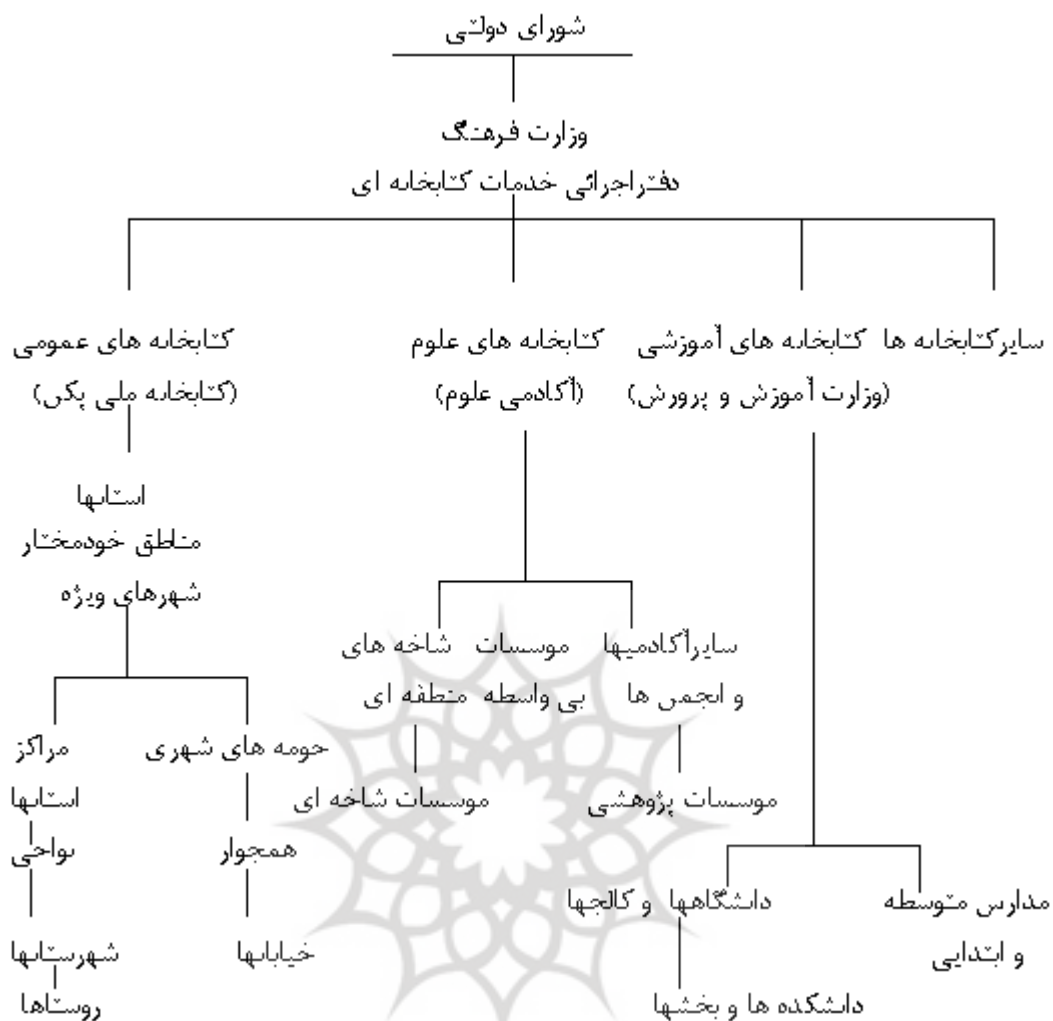 شورای دولتی
وزارت فرهنگ
دفتراجرائی خدمات کتابخانه ای
سایرکتابخانه ها
کتابخانه های آموزشی
(وزارت آموزش و پرورش)
کتابخانه های علوم
(آکادمی علوم)
کتابخانه های عمومی
(کتابخانه ملی پکن)
استانها
مناطق خودمختار
شهرهای ویژه
سایرآکادمیها
و انجمن ها
موسسات
بی واسطه
شاخه های
منطقه ای
حومه های شهری
مراکز
استانها
موسسات پژوهشی
موسسات شاخه ای
همجوار
نواحی
مدارس متوسطه
و ابتدایی
دانشگاهها و کالجها
خیابانها
شهرستانها
دانشکده ها و بخشها
روستاها